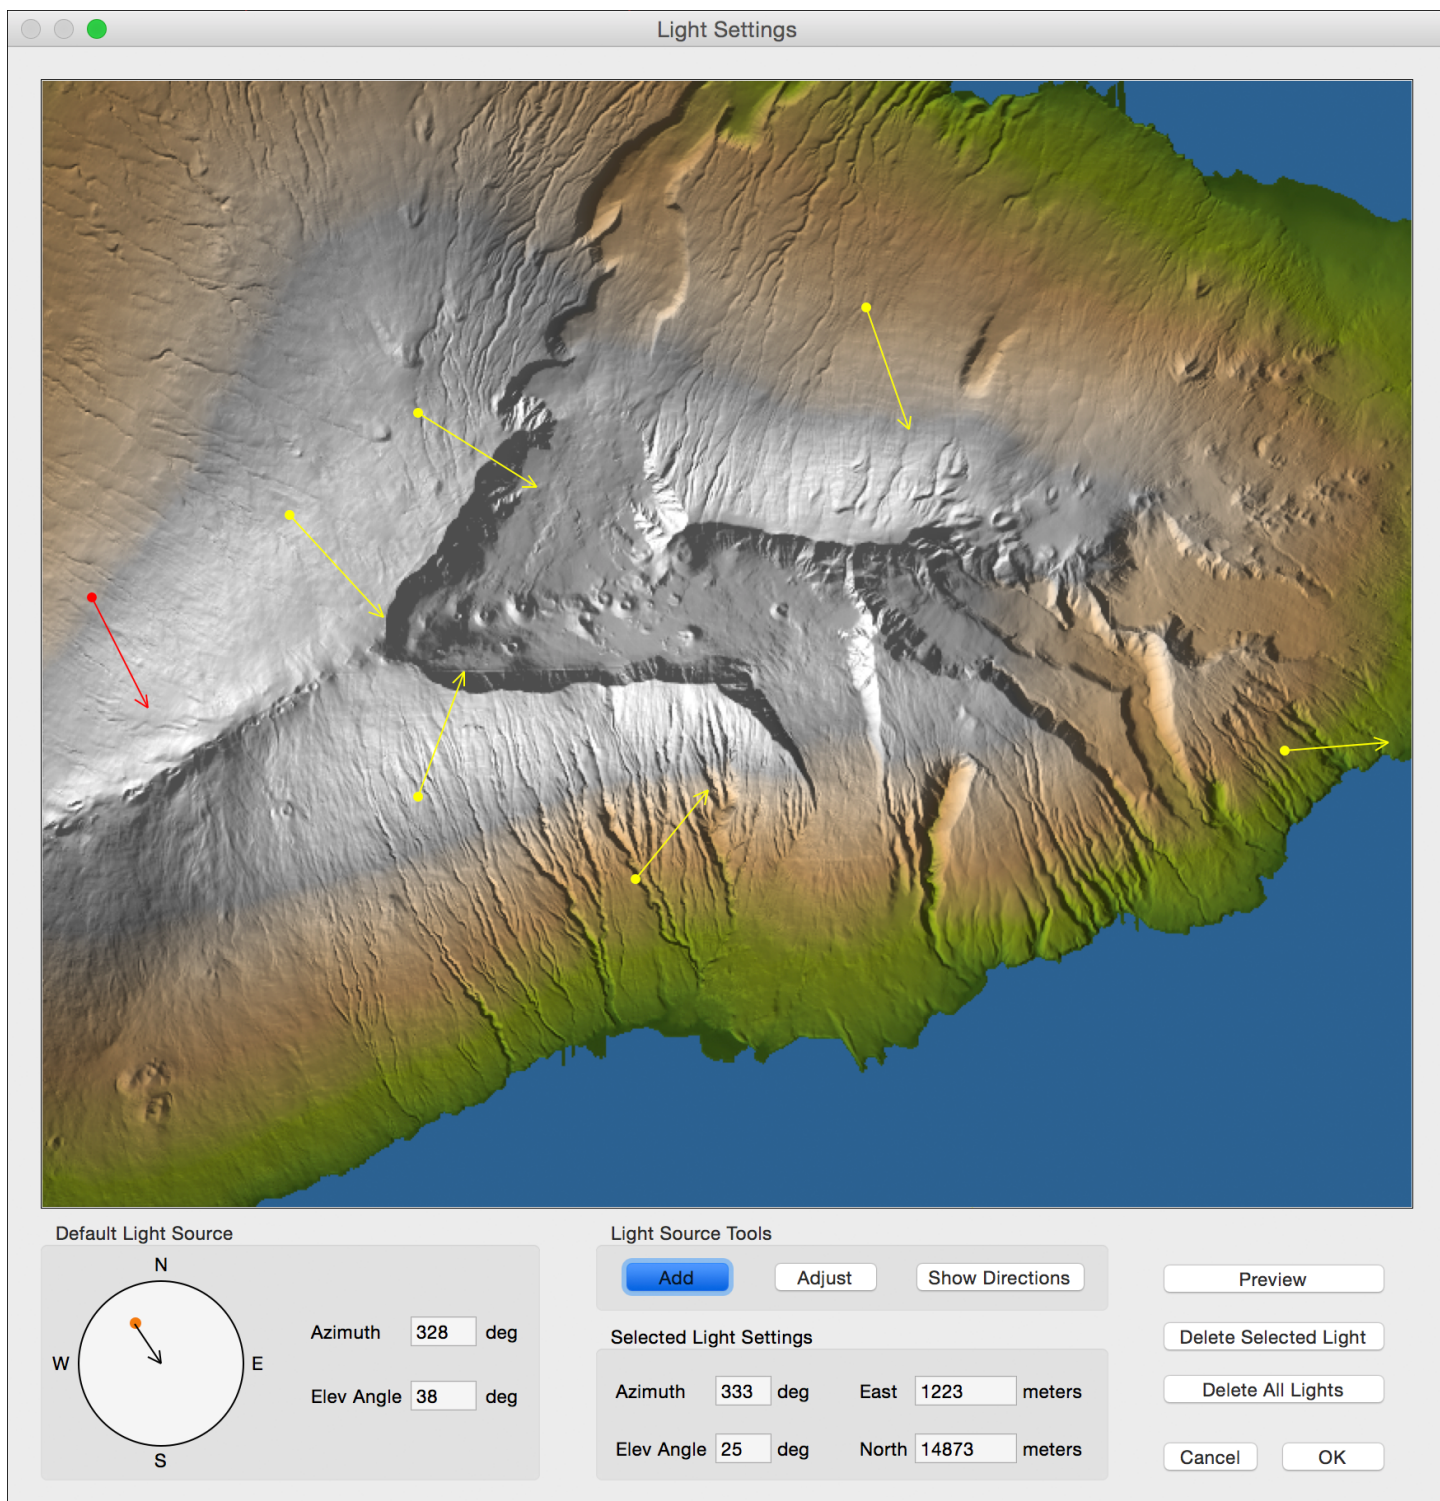 Light Settings
Default Light Source
N
W
E
S
Azimuth 328 deg
Elev Angle 38 deg
Light Source Tools
Add Adjust Show Directions
Selected Light Settings
Azimuth 333 deg East 1223 meters
Elev Angle 25 deg North 14873 meters
Preview
Delete Selected Light
Delete All Lights
Cancel OK